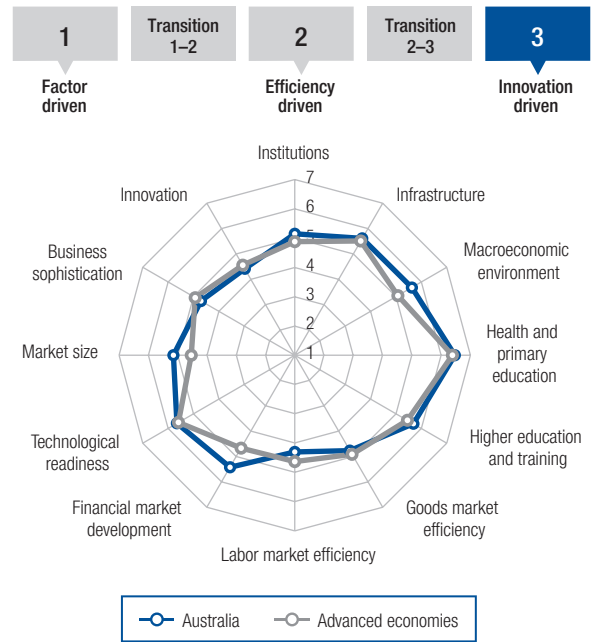 1
Transition
1–2
2
Transition
2–3
3
Factor
driven
Efficiency
driven
Innovation
driven
Institutions
7
Innovation
Infrastructure
6
5
Business
sophistication
Macroeconomic
environment
4
3
Market size
2
Health and
primary
education
1
Technological
readiness
Higher education
and training
Financial market
development
Goods market
efficiency
Labor market efficiency
Australia
Advanced economies